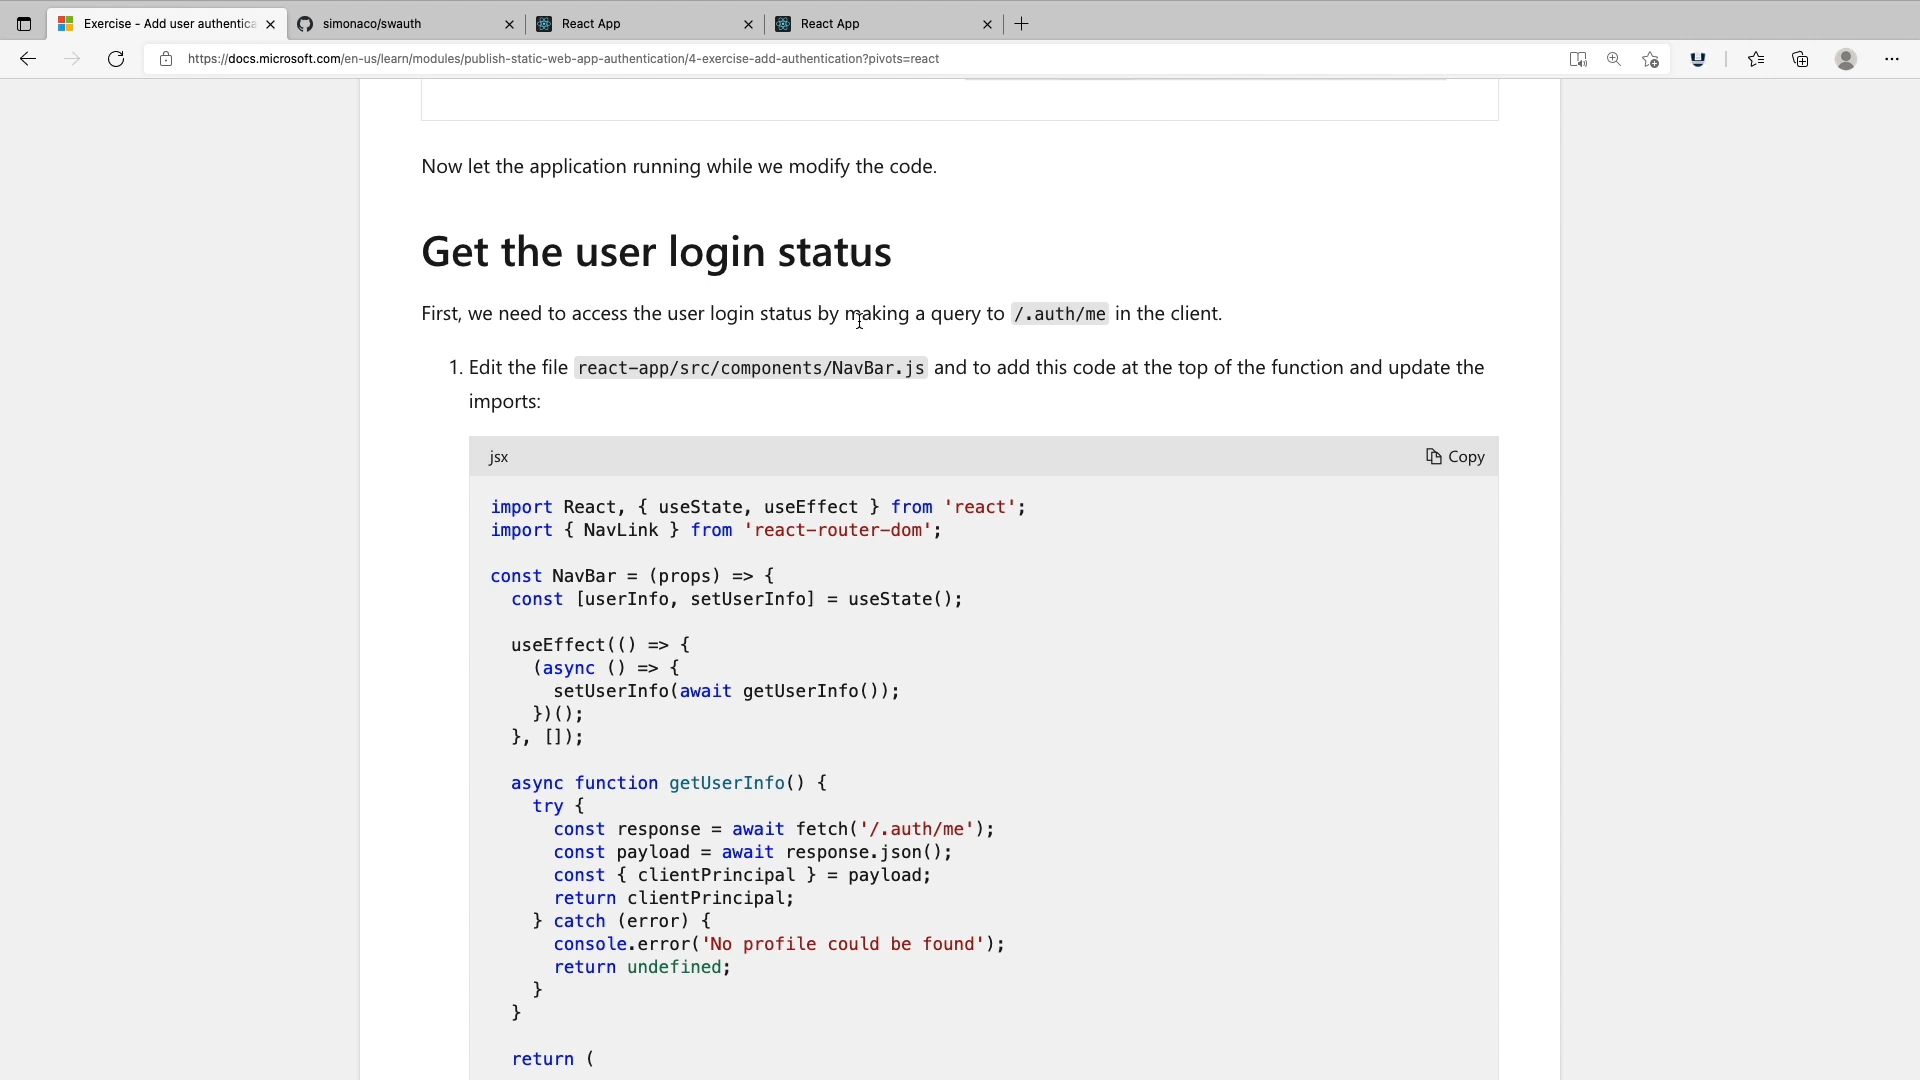 Exercise - Add user authentica
simonaco/swauth
React App
React App
https://docs.microsoft.com/en-us/learn/modules/publish-static-web-app-authentication/4-exercise-add-authentication?pivots=react
Now let the application running while we modify the code.
Get the user login status
First, we need to access the user login status by making a query to /.auth/me in the client.
1. Edit the file react-app/src/components/NavBar.js and to add this code at the top of the function and update the
imports:
jsx
Copy
import React, { useState, useEffect } from 'react';
import { NavLink } from 'react-router-dom';
const NavBar = (props) => {
  const [userInfo, setUserInfo] = useState();
  useEffect(() => {
    (async () => {
      setUserInfo(await getUserInfo());
    })();
  }, []);
  async function getUserInfo() {
    try {
      const response = await fetch('/.auth/me');
      const payload = await response.json();
      const { clientPrincipal } = payload;
      return clientPrincipal;
    } catch (error) {
      console.error('No profile could be found');
      return undefined;
    }
  }
  return (